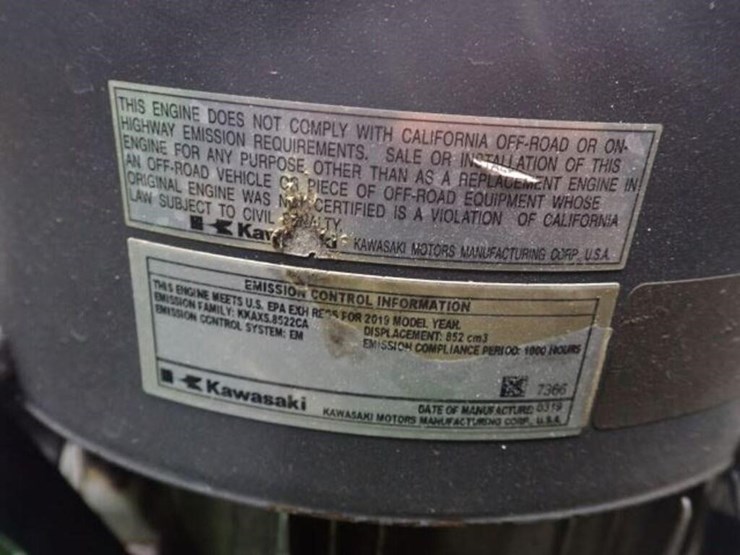 THIS ENGINE DOES NOT COMPLY WITH CALIFORNIA OFF-ROAD OR ON-
HIGHWAY EMISSION REQUIREMENTS. SALE OR INSTALLATION OF THIS
ENGINE FOR ANY PURPOSE OTHER THAN AS A REPLACEMENT ENGINE IN
AN OFF-ROAD VEHICLE OR PIECE OF OFF-ROAD EQUIPMENT WHOSE
ORIGINAL ENGINE WAS NOT CERTIFIED IS A VIOLATION OF CALIFORNIA
LAW SUBJECT TO CIVIL PENALTY.
KAWASAKI MOTORS MANUFACTURING CORP., U.S.A.
EMISSION CONTROL INFORMATION
THIS ENGINE MEETS U.S. EPA EXH REGS FOR 2019 MODEL YEAR.
EMISSION FAMILY: KKAXS.8522CA DISPLACEMENT: 852 cm3
EMISSION CONTROL SYSTEM: EM EMISSION COMPLIANCE PERIOD: 1000 HOURS
7366
Kawasaki DATE OF MANUFACTURE: 0319
KAWASAKI MOTORS MANUFACTURING CORP., U.S.A.